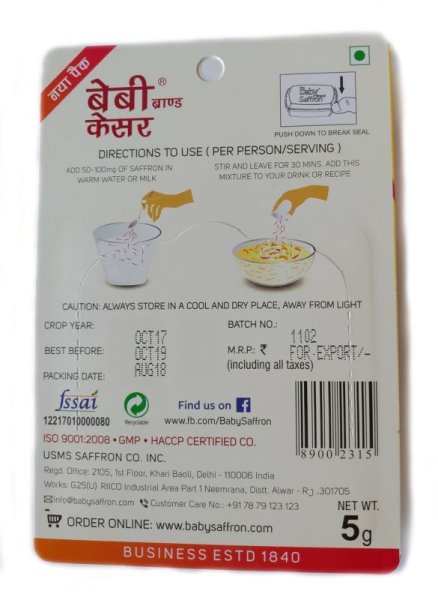 नया पैक
बेबी® ब्राण्ड
केसर
Baby
Saffron
PUSH DOWN TO BREAK SEAL
DIRECTIONS TO USE ( PER PERSON/SERVING )
ADD 50-100mg OF SAFFRON IN
WARM WATER OR MILK
STIR AND LEAVE FOR 30 MINS. ADD THIS
MIXTURE TO YOUR DRINK OR RECIPE
CAUTION: ALWAYS STORE IN A COOL AND DRY PLACE, AWAY FROM LIGHT
CROP YEAR: OCT17
BEST BEFORE: OCT19
PACKING DATE: AUG18
BATCH NO.: 1102
M.R.P.: ₹ FOR EXPORT/-
(including all taxes)
fssai
12217010000080
Recyclable
Find us on f
www.fb.com/BabySaffron
8900 2315
ISO 9001:2008 • GMP • HACCP CERTIFIED CO.
USMS SAFFRON CO. INC.
Regd. Office: 2105, 1st Floor, Khari Baoli, Delhi - 110006 India
Works: G25(U) RIICO Industrial Area Part 1 Neemrana, Distt. Alwar - Rj .301705
info@babysaffron.com Customer Care No.: +91 78 79 123 123
ORDER ONLINE: www.babysaffron.com
NET WT.
5g
BUSINESS ESTD 1840